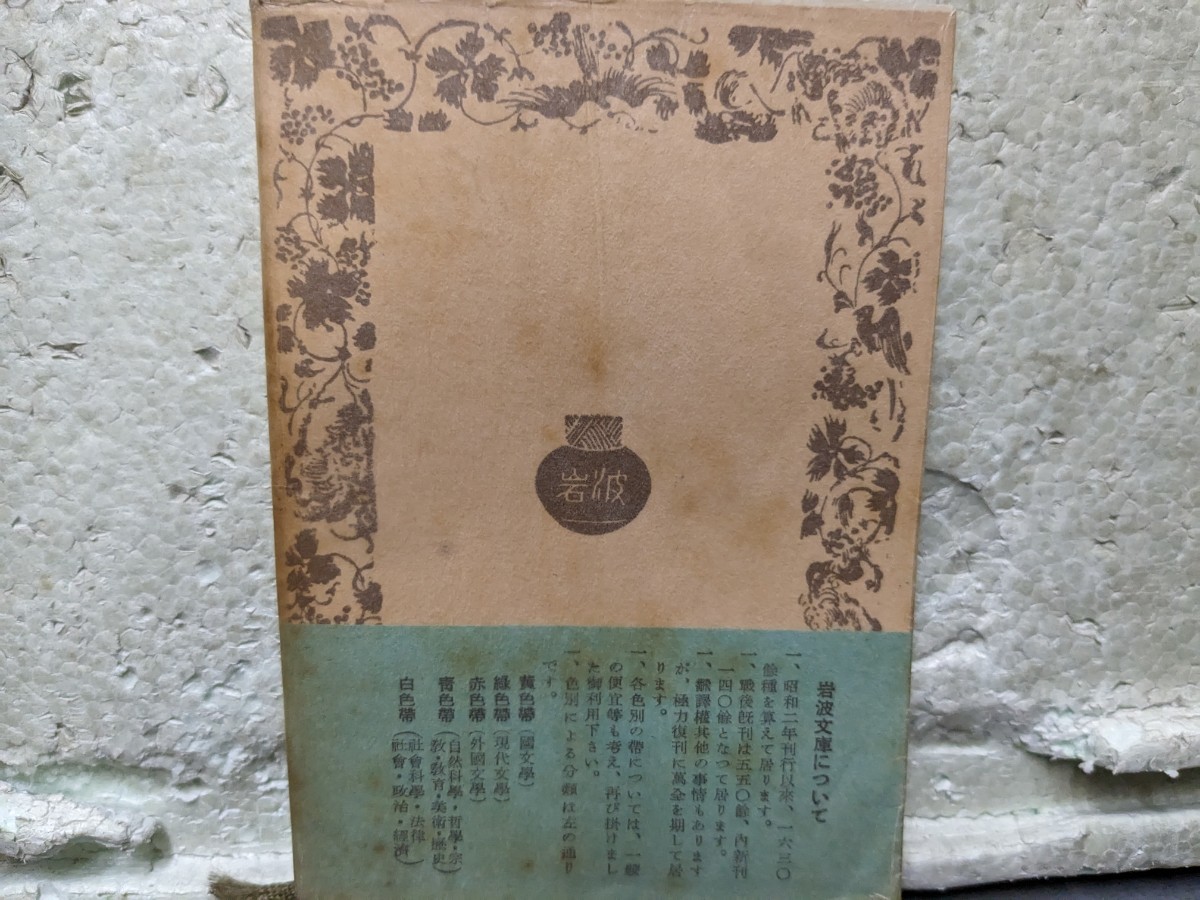 岩波
岩波文庫について
一、昭和二年刊行以來、一六三〇
餘種を算えて居ります。
一、戰後旣刊は五五〇餘、內新刊
一四〇餘となつて居ります。
一、飜譯權其他の事情もあります
が、極力復刊に萬全を期して居
ります。
一、各色別の帶については、一般
の便宜等も考え、再び掛けまし
た御利用下さい。
一、色別による分類は左の通り
です。
黃色帶(國文學)
綠色帶(現代文學)
赤色帶(外國文學)
靑色帶(自然科學・哲學・宗
敎・敎育・美術・歷史)
白色帶(社會科學・法律
社會・政治・經濟)